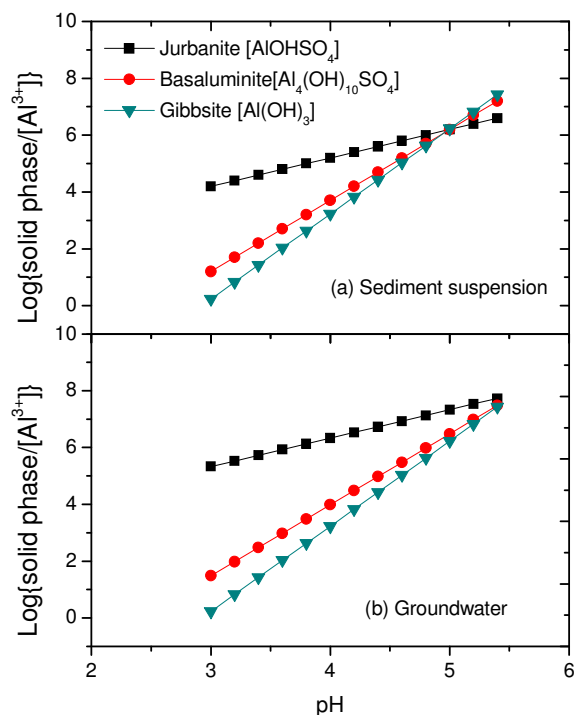 10
8
6
4
2
0
Log{solid phase/[Al³⁺]}
Jurbanite [AlOHSO₄]
Basaluminite[Al₄(OH)₁₀SO₄]
Gibbsite [Al(OH)₃]
(a) Sediment suspension
10
8
6
4
2
0
Log{solid phase/[Al³⁺]}
(b) Groundwater
2 3 4 5 6
pH